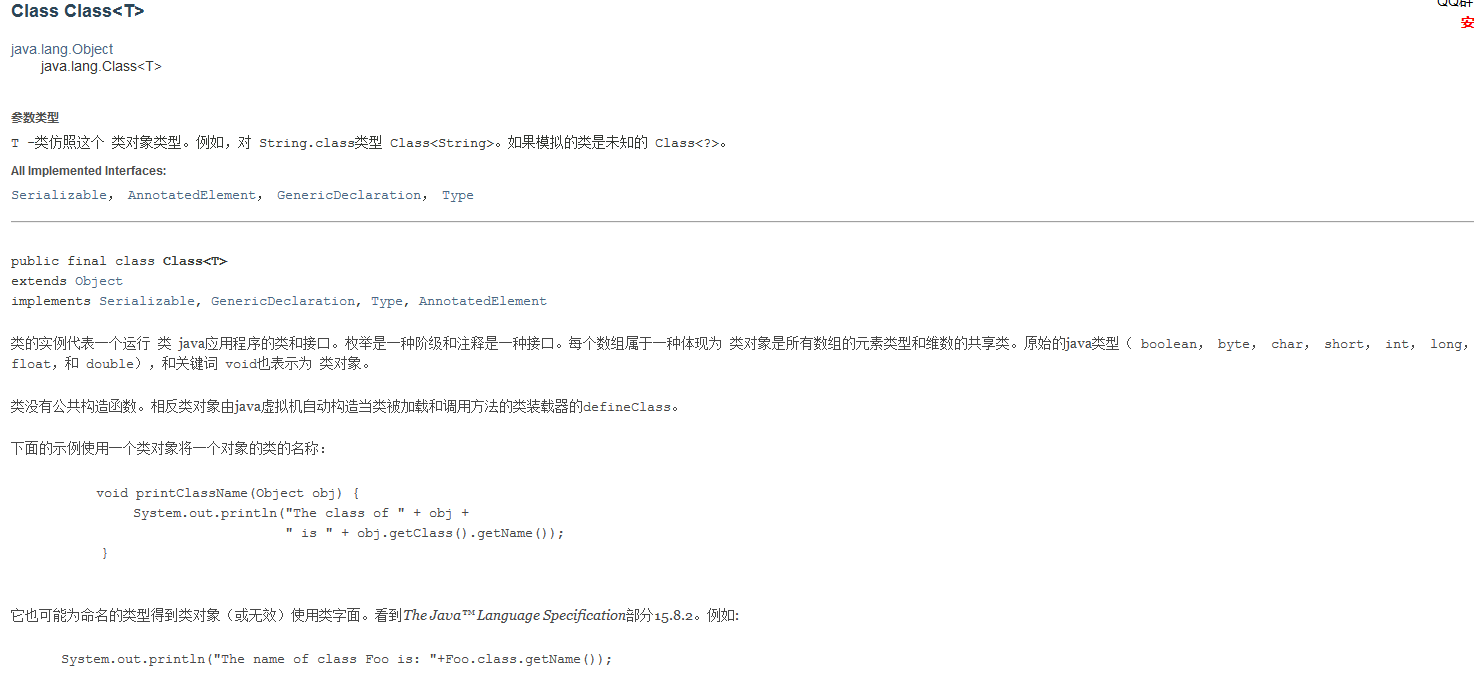 Class Class<T>
QQ群
安
java.lang.Object
java.lang.Class<T>
参数类型
T -类仿照这个 类对象类型。例如，对 String.class类型 Class<String>。如果模拟的类是未知的 Class<?>。
All Implemented Interfaces:
Serializable， AnnotatedElement， GenericDeclaration， Type
public final class Class<T>
extends Object
implements Serializable, GenericDeclaration, Type, AnnotatedElement
类的实例代表一个运行 类 java应用程序的类和接口。枚举是一种阶级和注释是一种接口。每个数组属于一种体现为 类对象是所有数组的元素类型和维数的共享类。原始的java类型（ boolean， byte， char， short， int， long，
float，和 double），和关键词 void也表示为 类对象。
类没有公共构造函数。相反类对象由java虚拟机自动构造当类被加载和调用方法的类装载器的defineClass。
下面的示例使用一个类对象将一个对象的类的名称：
void printClassName(Object obj) {
System.out.println("The class of " + obj +
" is " + obj.getClass().getName());
}
它也可能为命名的类型得到类对象（或无效）使用类字面。看到The Java™ Language Specification部分15.8.2。例如:
System.out.println("The name of class Foo is: "+Foo.class.getName());